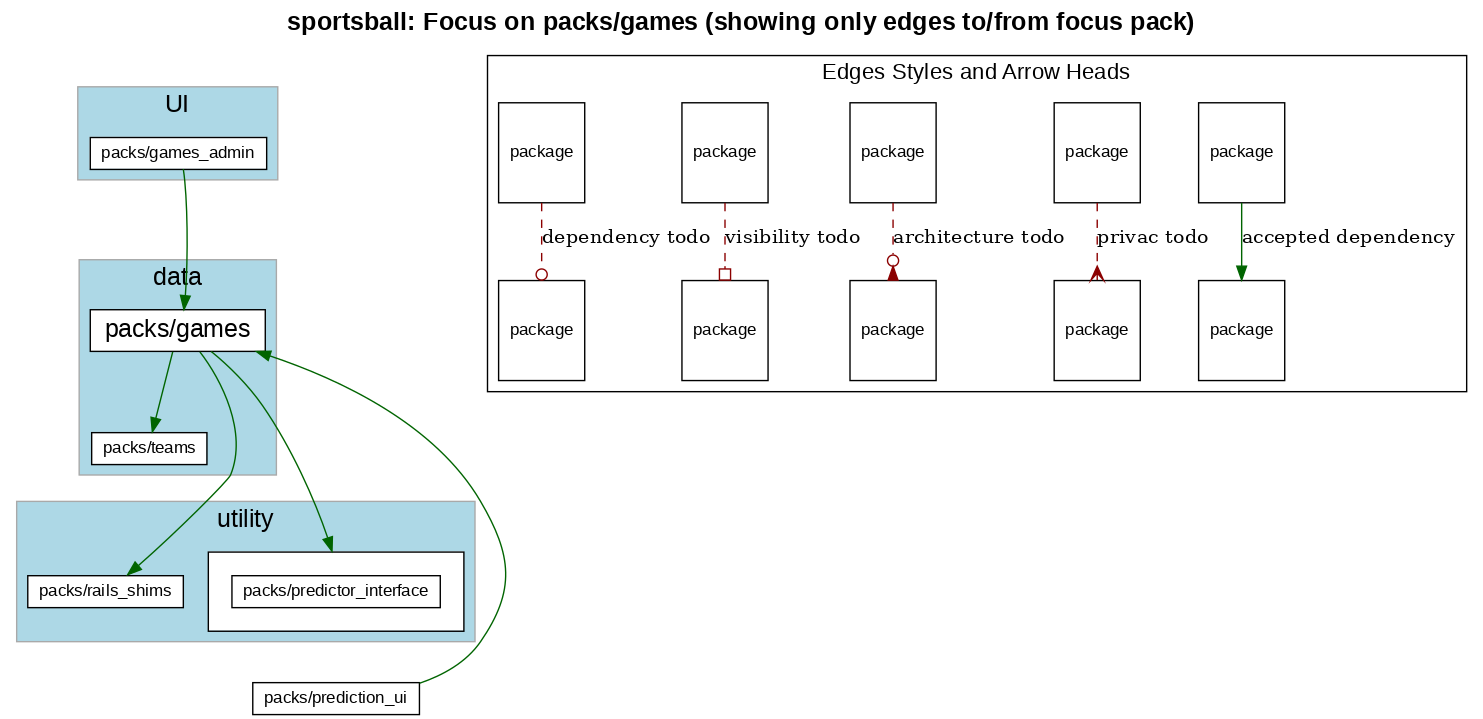 sportsball: Focus on packs/games (showing only edges to/from focus pack)
UI
packs/games_admin
data
packs/games
packs/teams
utility
packs/rails_shims
packs/predictor_interface
packs/prediction_ui
Edges Styles and Arrow Heads
package
package
package
package
package
dependency todo
visibility todo
architecture todo
privac todo
accepted dependency
package
package
package
package
package